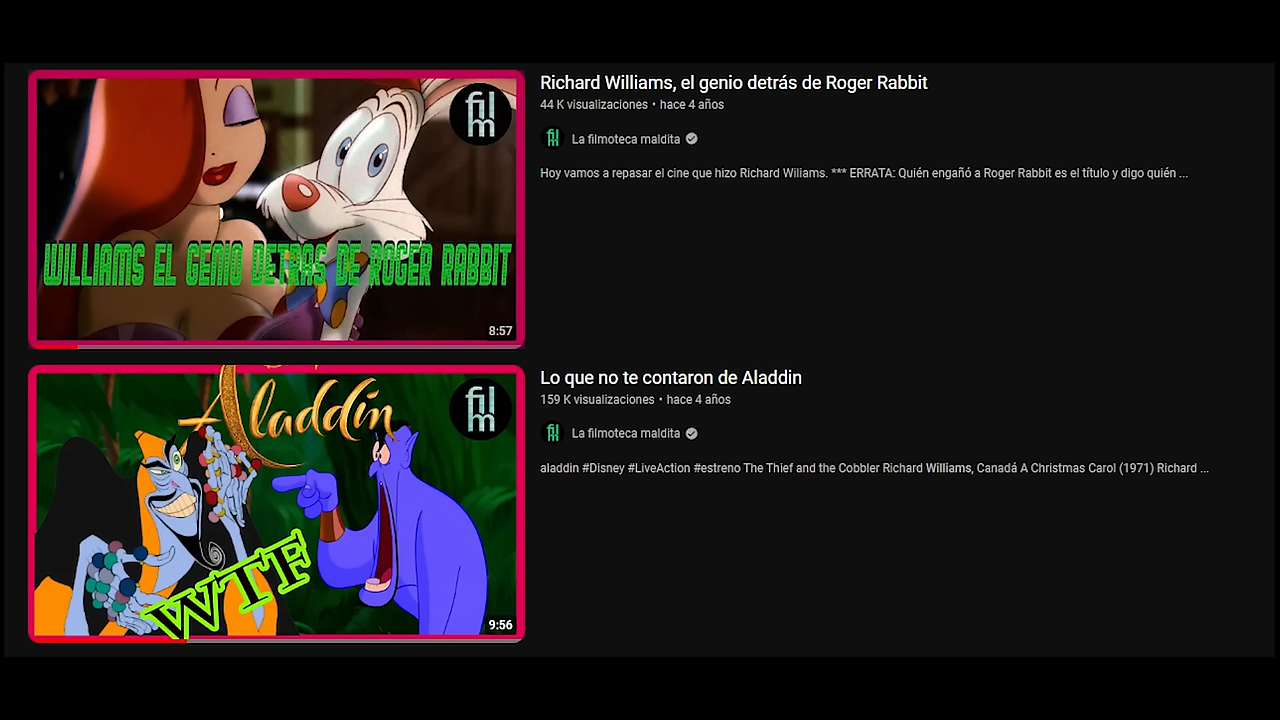 Richard Williams, el genio detrás de Roger Rabbit
44 K visualizaciones • hace 4 años
film
La filmoteca maldita
Hoy vamos a repasar el cine que hizo Richard Wiliams. *** ERRATA: Quién engañó a Roger Rabbit es el título y digo quién ...
WILLIAMS EL GENIO DETRAS DE ROGER RABBIT
8:57
Lo que no te contaron de Aladdin
159 K visualizaciones • hace 4 años
Aladdin
film
La filmoteca maldita
aladdin #Disney #LiveAction #estreno The Thief and the Cobbler Richard Williams, Canadá A Christmas Carol (1971) Richard ...
WTF
9:56